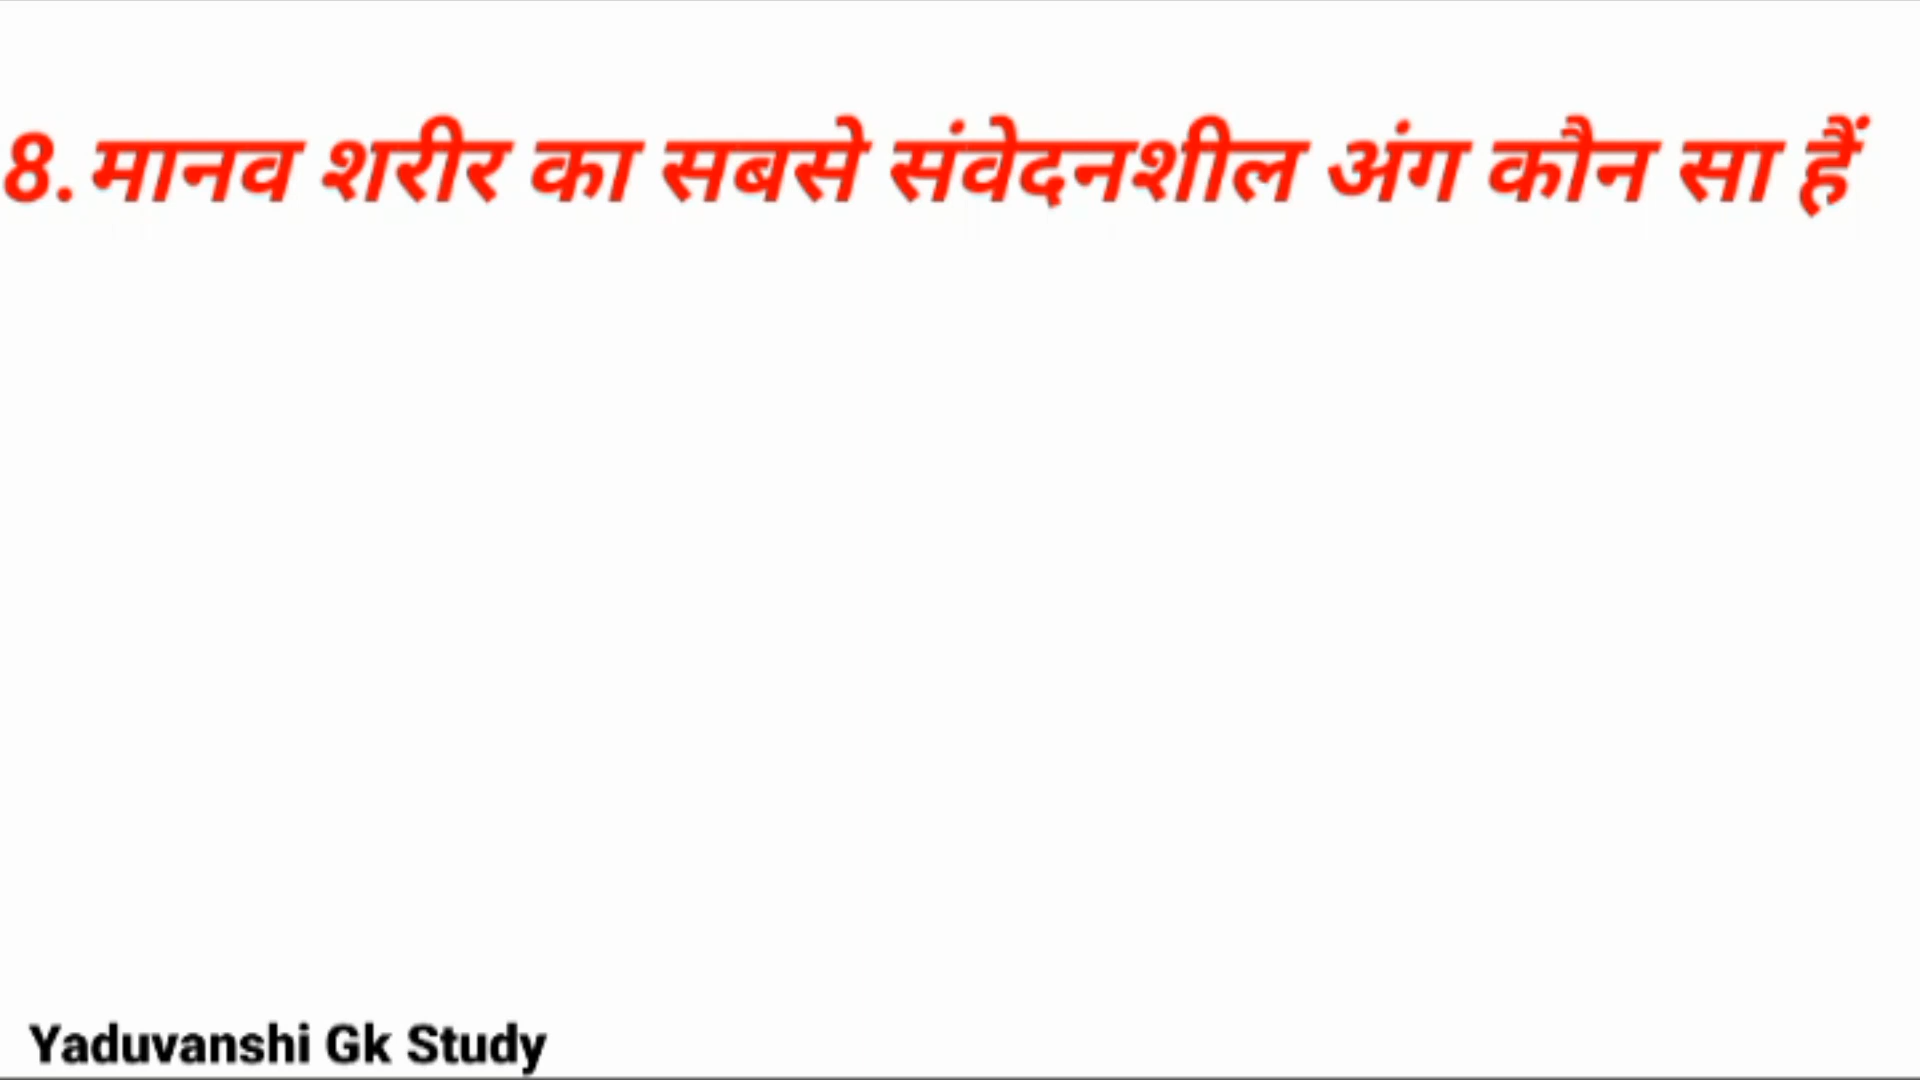 8.मानव शरीर का सबसे संवेदनशील अंग कौन सा हैं
Yaduvanshi Gk Study